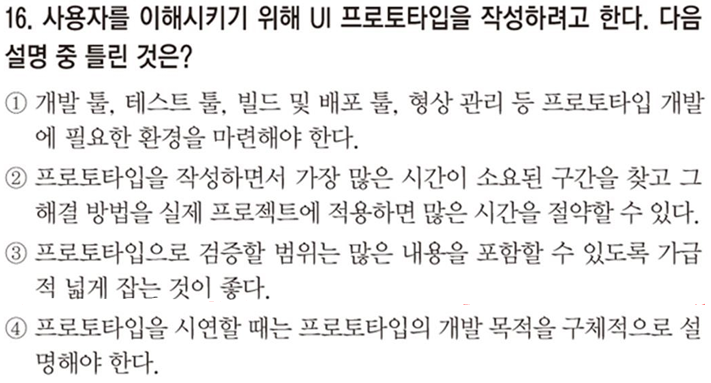 16. 사용자를 이해시키기 위해 UI 프로토타입을 작성하려고 한다. 다음
설명 중 틀린 것은?
① 개발 툴, 테스트 툴, 빌드 및 배포 툴, 형상 관리 등 프로토타입 개발
에 필요한 환경을 마련해야 한다.
② 프로토타입을 작성하면서 가장 많은 시간이 소요된 구간을 찾고 그
해결 방법을 실제 프로젝트에 적용하면 많은 시간을 절약할 수 있다.
③ 프로토타입으로 검증할 범위는 많은 내용을 포함할 수 있도록 가급
적 넓게 잡는 것이 좋다.
④ 프로토타입을 시연할 때는 프로토타입의 개발 목적을 구체적으로 설
명해야 한다.